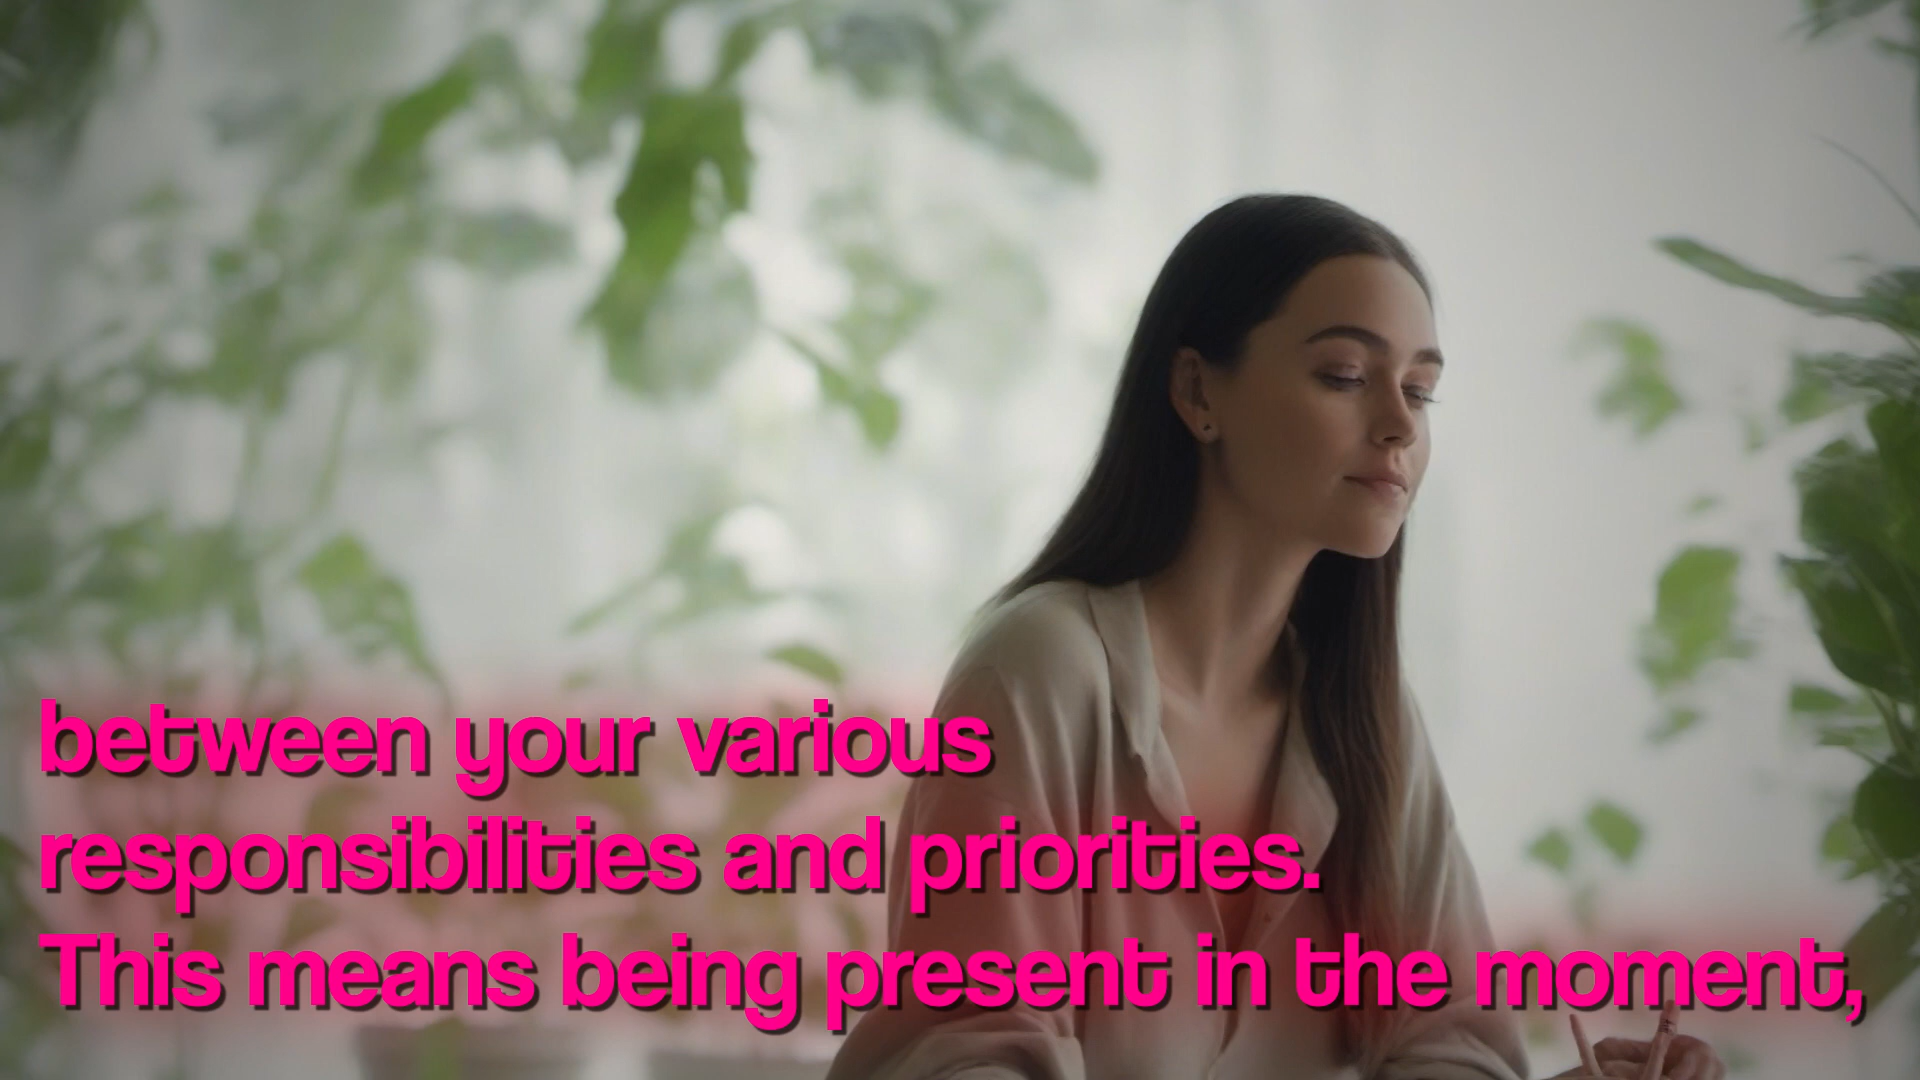 between your various
responsibilities and priorities.
This means being present in the moment,